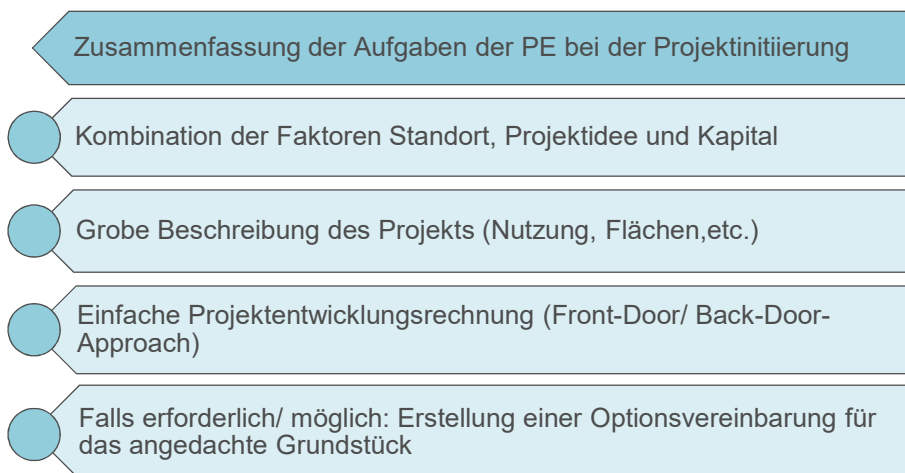 Zusammenfassung der Aufgaben der PE bei der Projektinitiierung
Kombination der Faktoren Standort, Projektidee und Kapital
Grobe Beschreibung des Projekts (Nutzung, Flächen,etc.)
Einfache Projektentwicklungsrechnung (Front-Door/ Back-Door-
Approach)
Falls erforderlich/ möglich: Erstellung einer Optionsvereinbarung für
das angedachte Grundstück